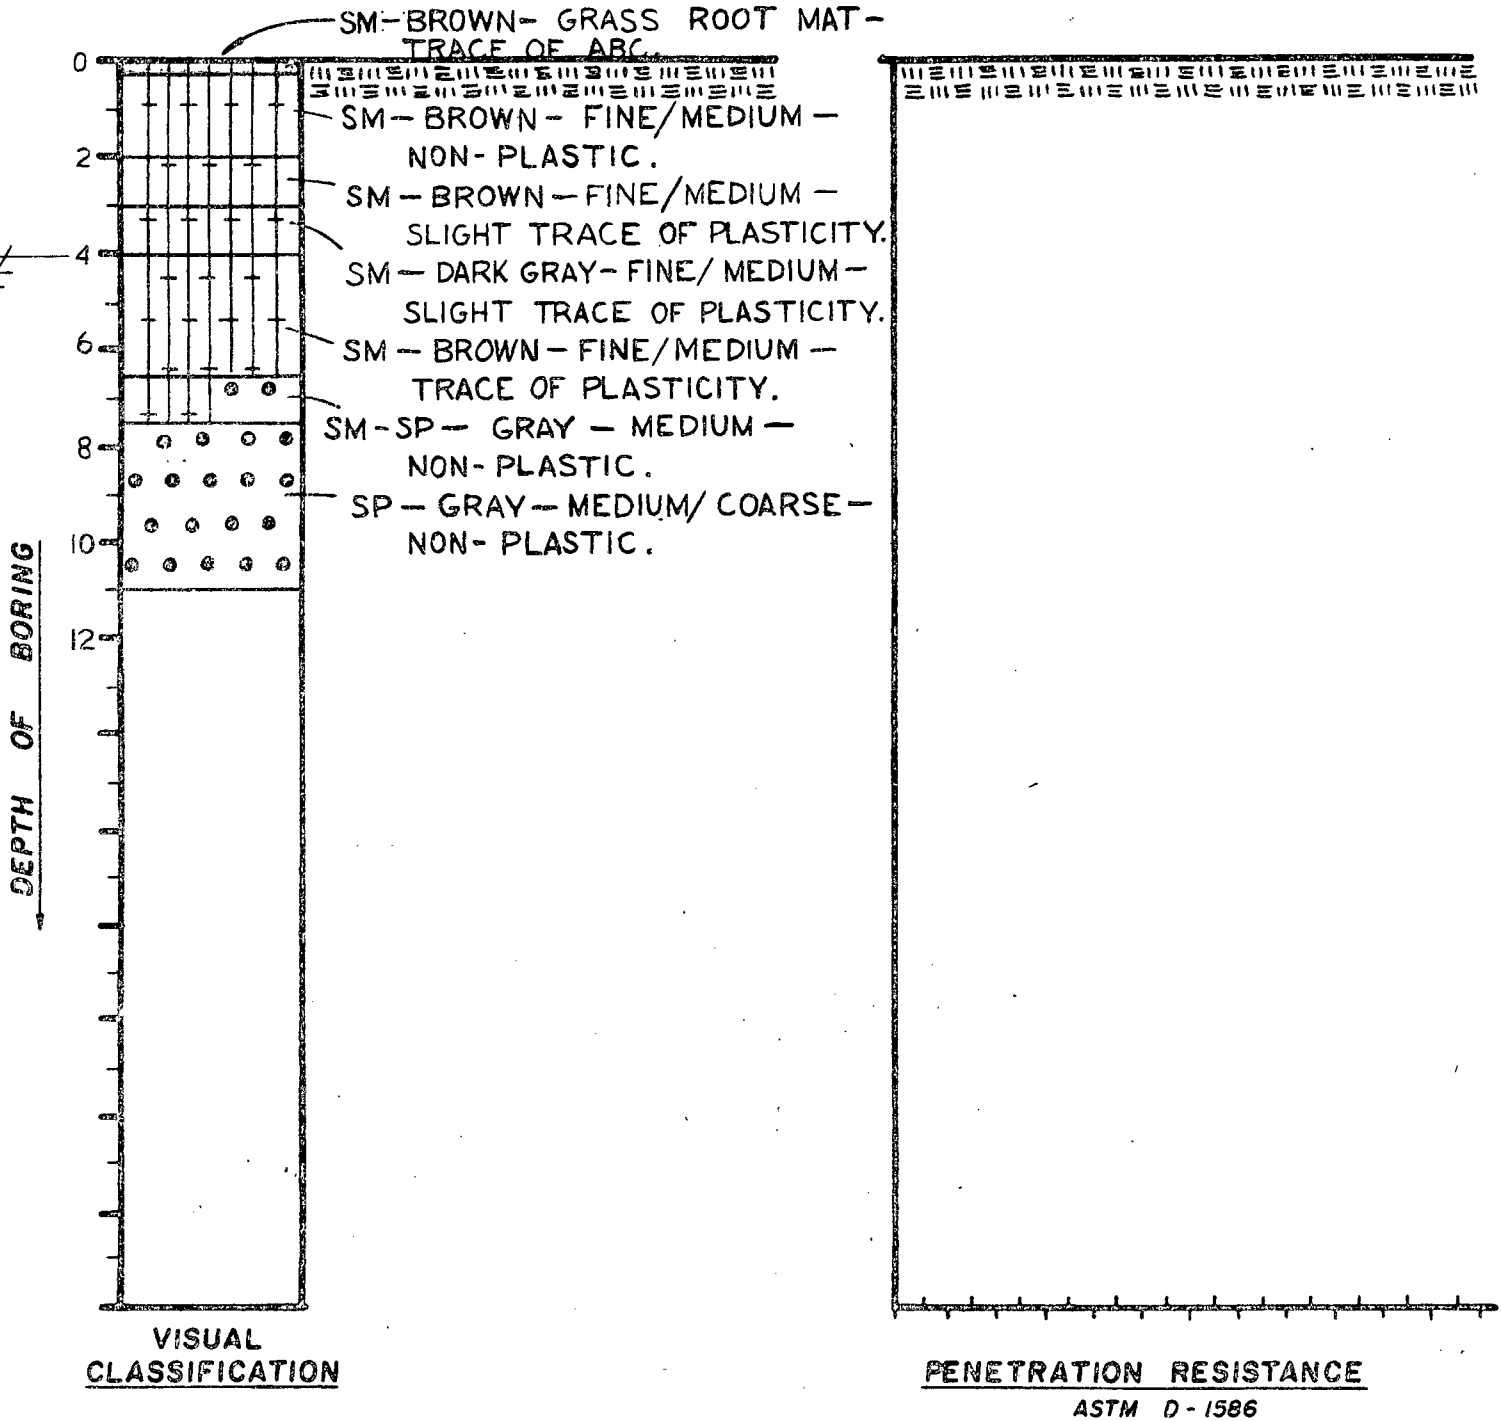 SM-BROWN- GRASS ROOT MAT-
TRACE OF ABC.
0
SM- BROWN- FINE/MEDIUM-
NON-PLASTIC.
2
SM-BROWN-FINE/MEDIUM-
SLIGHT TRACE OF PLASTICITY.
4
SM-DARK GRAY-FINE/MEDIUM-
SLIGHT TRACE OF PLASTICITY.
6
SM-BROWN-FINE/MEDIUM-
TRACE OF PLASTICITY.
SM-SP- GRAY - MEDIUM-
8
NON-PLASTIC.
SP-GRAY-MEDIUM/COARSE-
10
NON-PLASTIC.
12
DEPTH OF BORING
VISUAL
CLASSIFICATION
PENETRATION RESISTANCE
ASTM D-1586